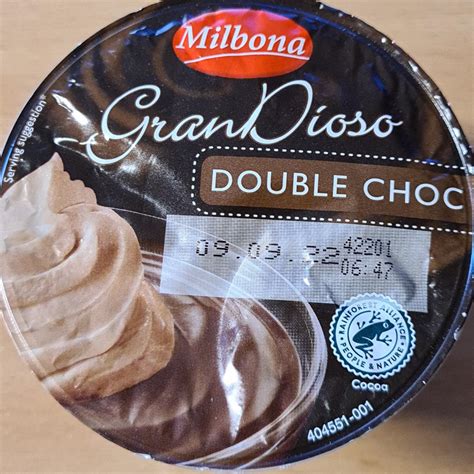 Milbona
GranDioso
Serving suggestion*
DOUBLE CHOC
09.09.22 42201
06:47
RAINFOREST ALLIANCE
PEOPLE & NATURE
Cocoa
404551-001